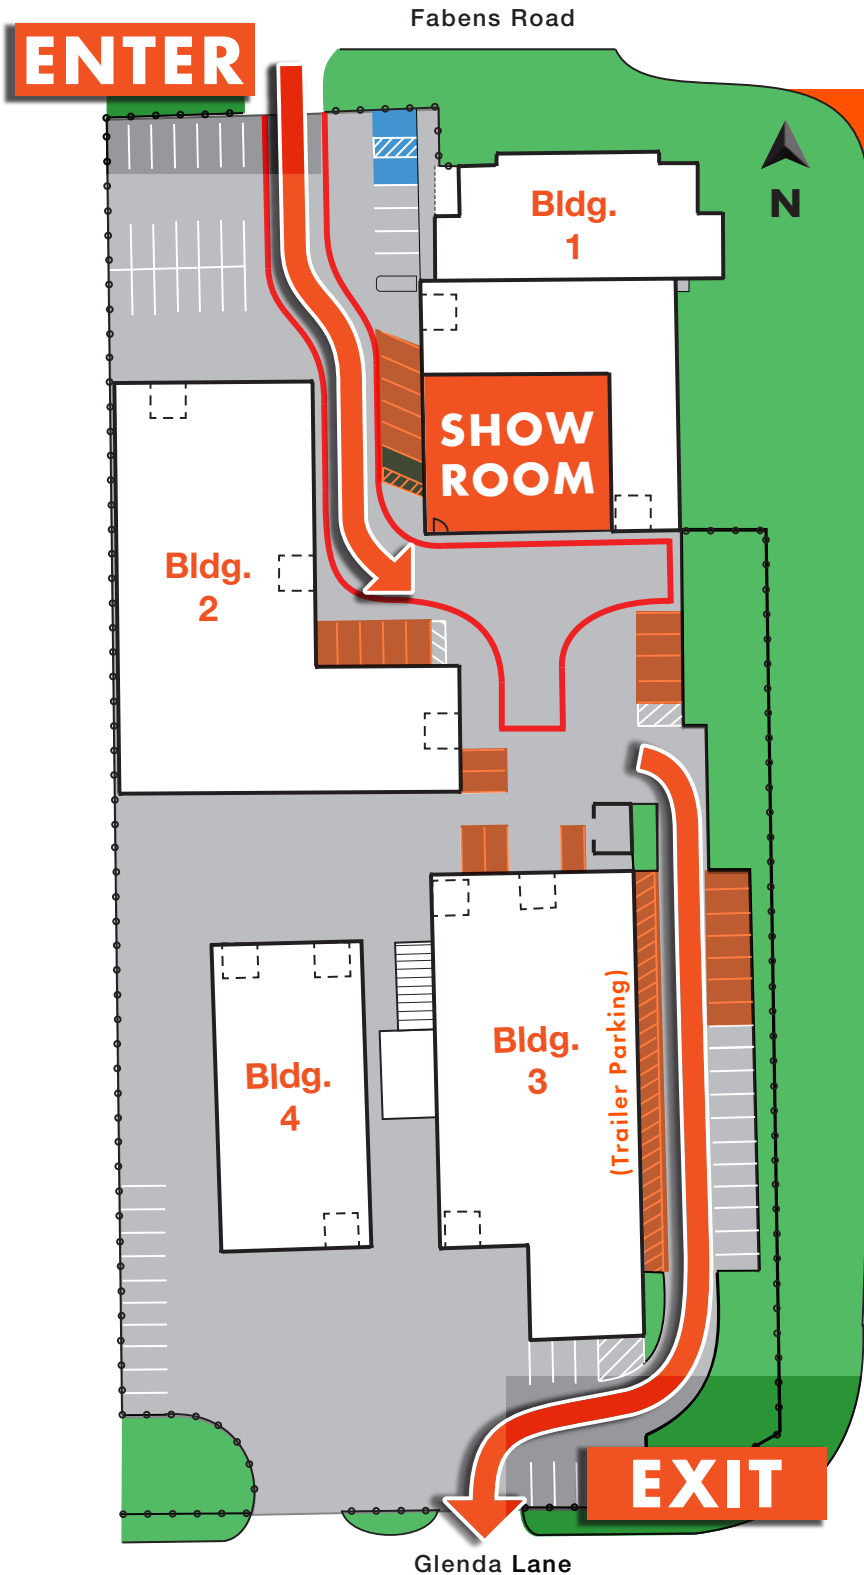 Fabens Road
ENTER
N
Bldg.
1
SHOW
ROOM
Bldg.
2
(Trailer Parking)
Bldg.
3
Bldg.
4
EXIT
Glenda Lane